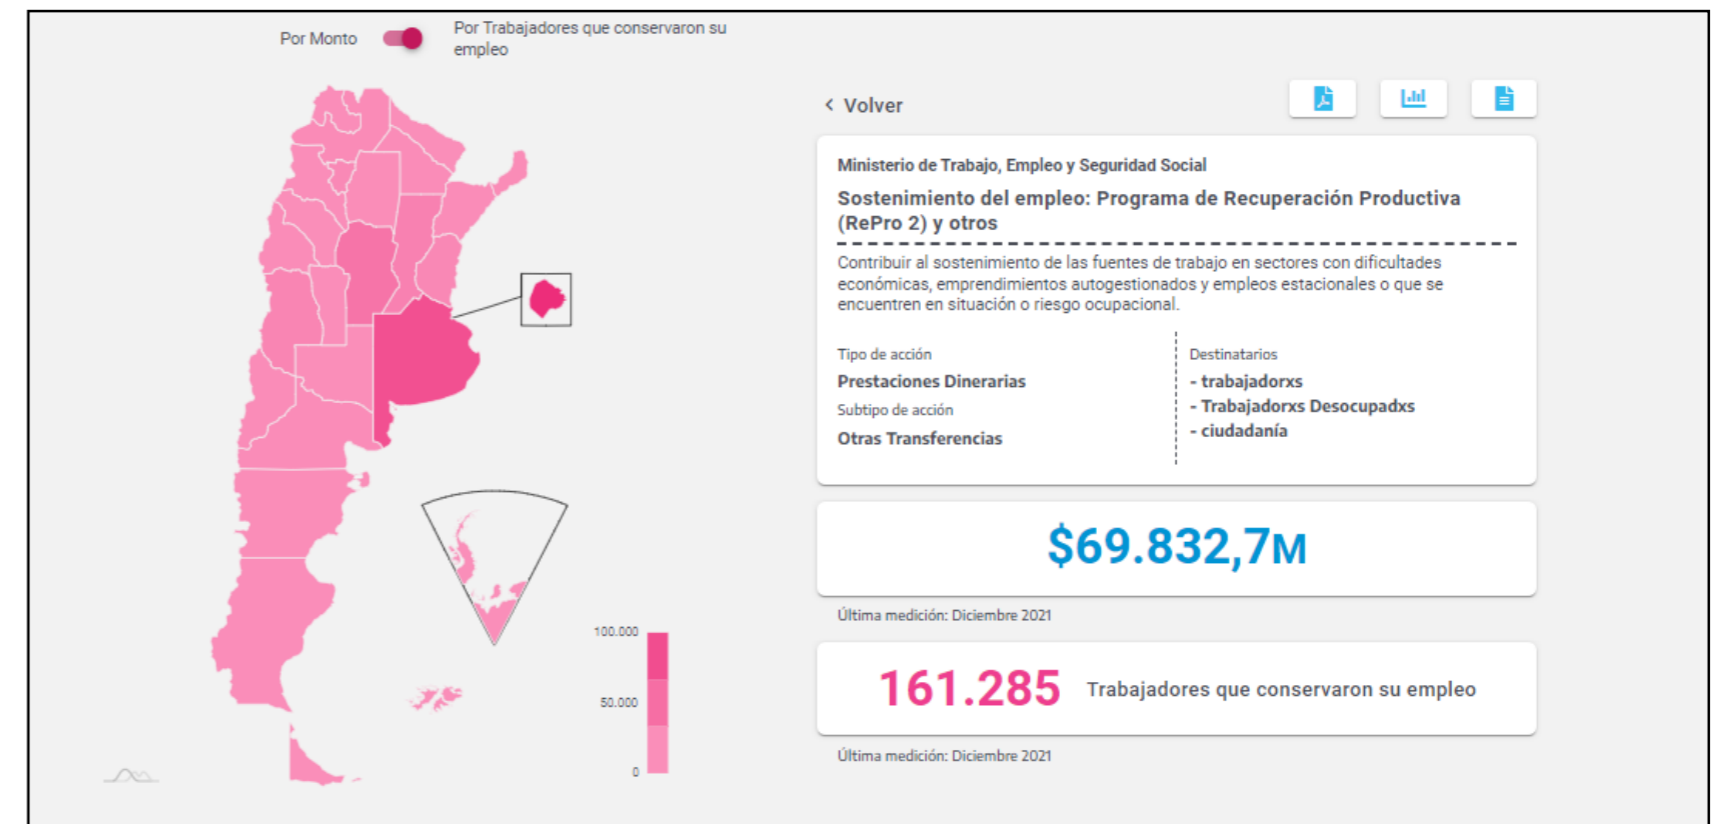 Por Monto
Por Trabajadores que conservaron su
empleo
‹ Volver
Ministerio de Trabajo, Empleo y Seguridad Social
Sostenimiento del empleo: Programa de Recuperación Productiva
(RePro 2) y otros
Contribuir al sostenimiento de las fuentes de trabajo en sectores con dificultades
económicas, emprendimientos autogestionados y empleos estacionales o que se
encuentren en situación o riesgo ocupacional.
Tipo de acción
Prestaciones Dinerarias
Subtipo de acción
Otras Transferencias
Destinatarios
- trabajadorxs
- Trabajadorxs Desocupadxs
- ciudadanía
$69.832,7M
Última medición: Diciembre 2021
161.285 Trabajadores que conservaron su empleo
Última medición: Diciembre 2021
100.000
50.000
0